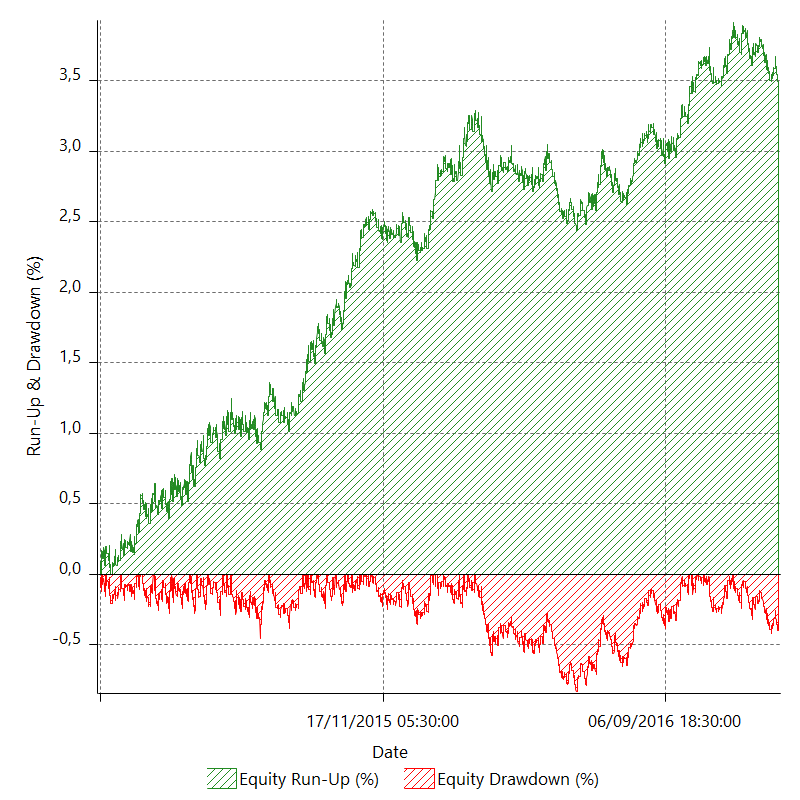 3,5
3,0
2,5
2,0
1,5
1,0
0,5
0,0
-0,5
Run-Up & Drawdown (%)
17/11/2015 05:30:00 06/09/2016 18:30:00
Date
Equity Run-Up (%) Equity Drawdown (%)